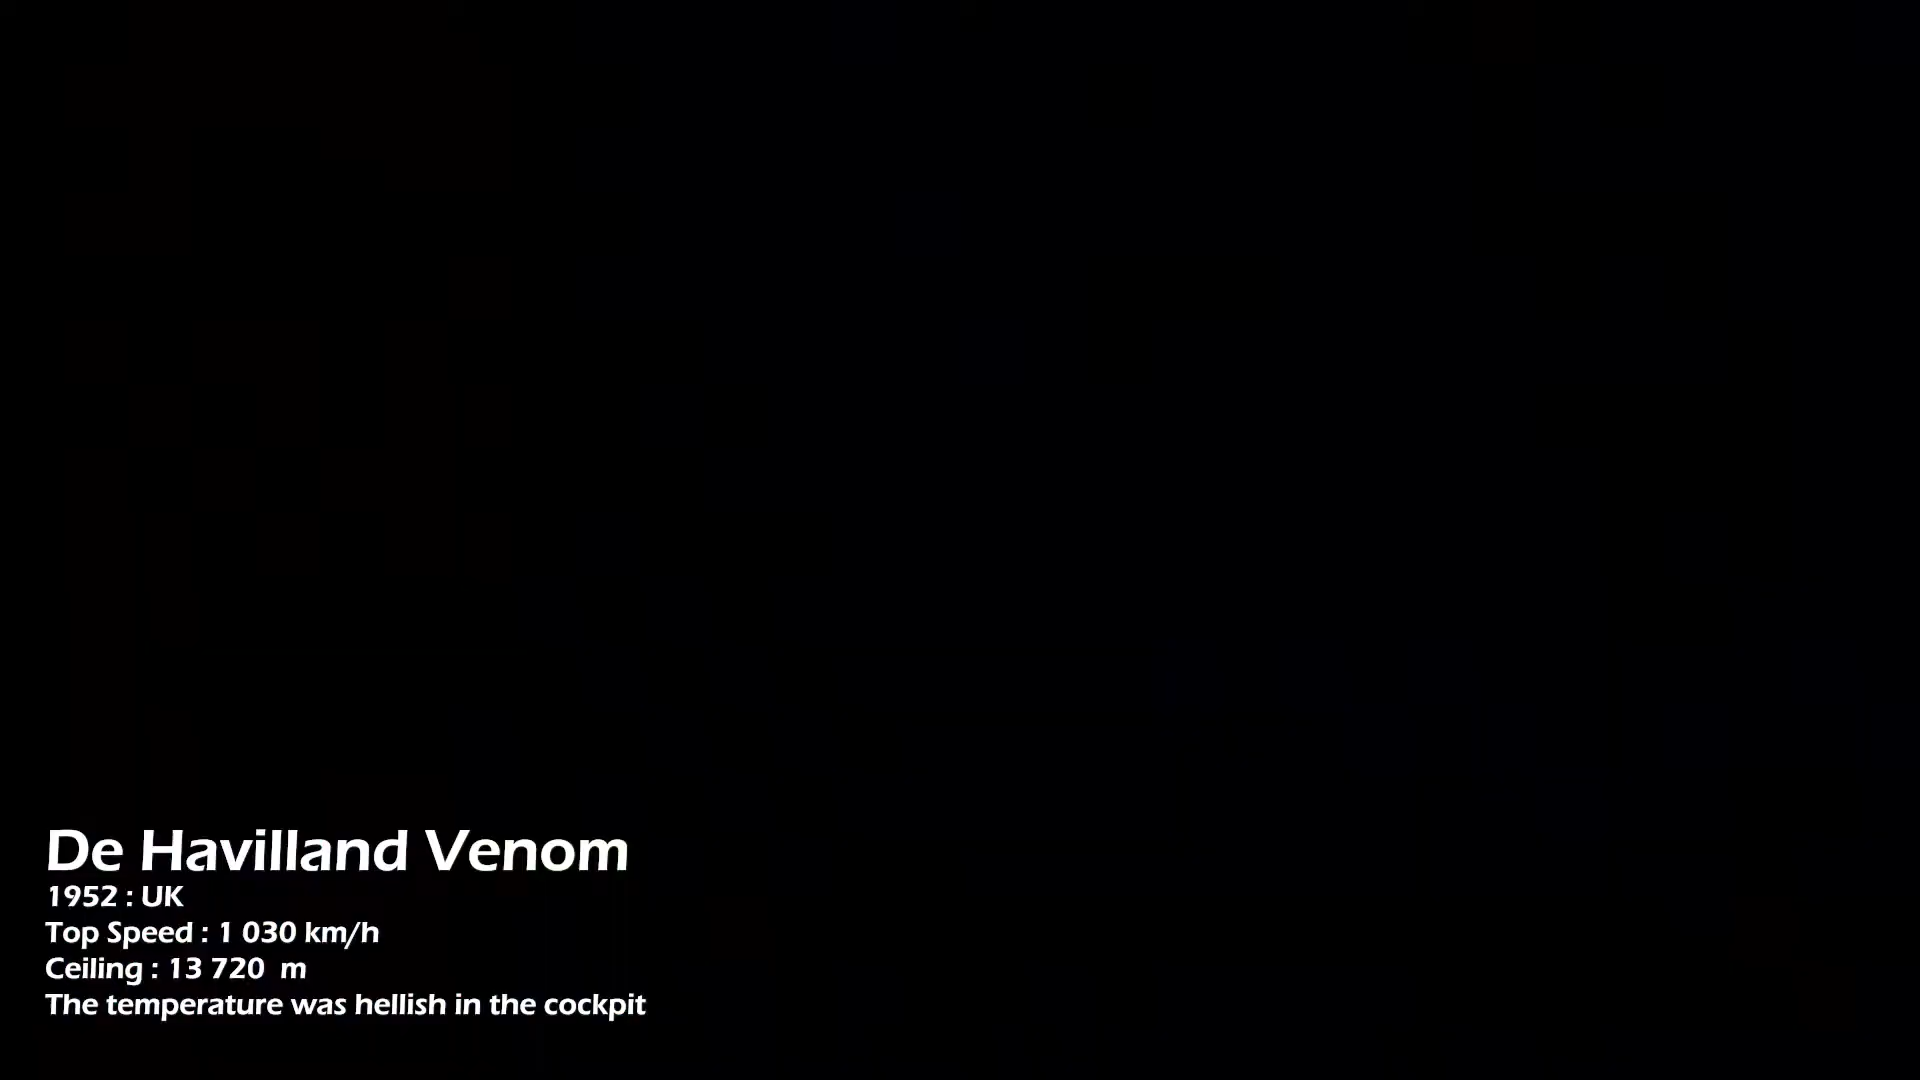 De Havilland Venom
1952 : UK
Top Speed : 1 030 km/h
Ceiling : 13 720  m
The temperature was hellish in the cockpit